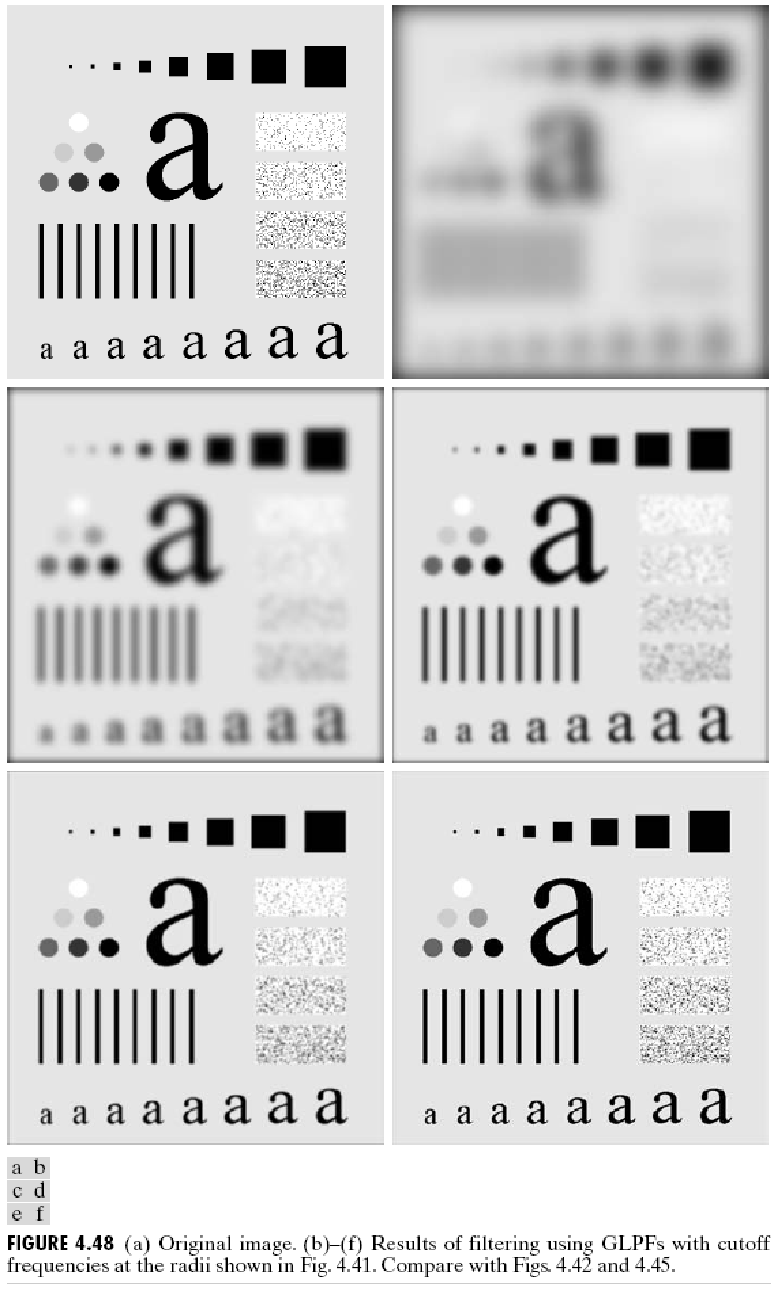 a
a a a a a a a a
a
a a a a a a a a
a
a a a a a a a a
a
a a a a a a a a
a
a a a a a a a a
a
a a a a a a a a
a b
c d
e f
FIGURE 4.48 (a) Original image. (b)–(f) Results of filtering using GLPFs with cutoff
frequencies at the radii shown in Fig. 4.41. Compare with Figs. 4.42 and 4.45.